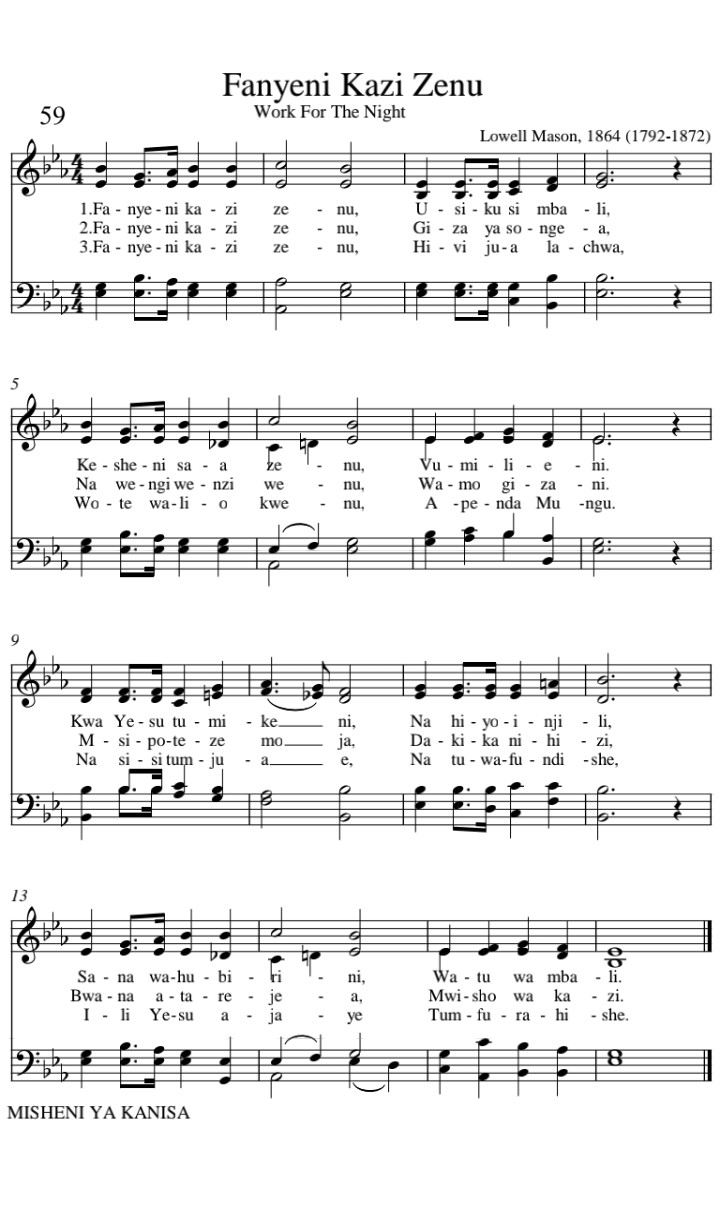 Fanyeni Kazi Zenu
59
Work For The Night
Lowell Mason, 1864 (1792-1872)
1.Fa - nye - ni ka - zi ze - nu, U - si - ku si mba - li,
2.Fa - nye - ni ka - zi ze - nu, Gi - za ya so - nge - a,
3.Fa - nye - ni ka - zi ze - nu, Hi - vi ju - a la - chwa,
5
Ke - she - ni sa - a ze - nu, Vu - mi - li - e - ni.
Na we - ngi we - nzi we - nu, Wa - mo gi - za - ni.
Wo - te wa - li - o kwe - nu, A - pe - nda Mu - ngu.
9
Kwa Ye - su tu - mi - ke ni, Na hi - yo - i - nji - li,
M - si - po - te - ze mo ja, Da - ki - ka ni - hi - zi,
Na si - si tum - ju - a e, Na tu - wa - fu - ndi - she,
13
Sa - na wa - hu - bi - ri - ni, Wa - tu wa mba - li.
Bwa - na a - ta - re - je - a, Mwi - sho wa ka - zi.
I - li Ye - su a - ja - ye Tum - fu - ra - hi - she.
MISHENI YA KANISA